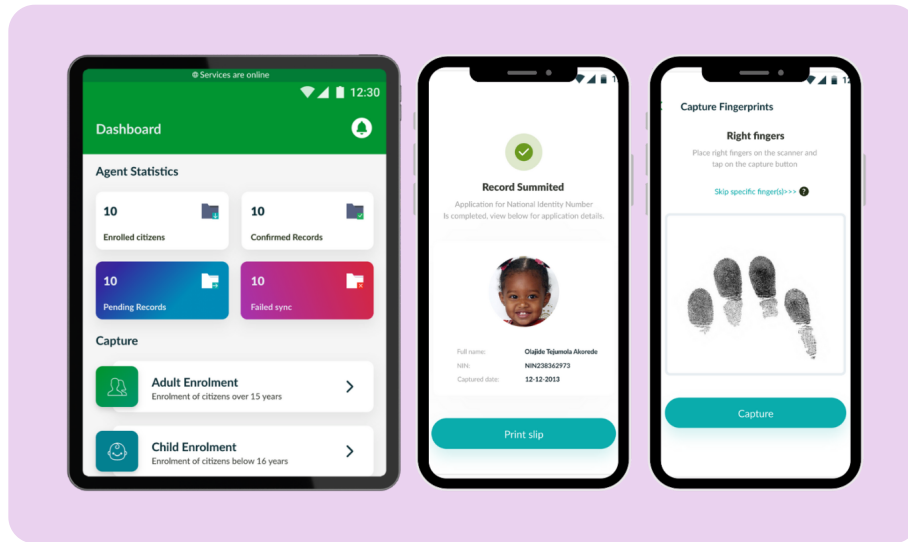 Services are online
12:30
Dashboard
Agent Statistics
10
Enrolled citizens
10
Confirmed Records
10
Pending Records
10
Failed sync
Capture
Adult Enrolment
Enrolment of citizens over 15 years
Child Enrolment
Enrolment of citizens below 16 years
1
Record Summited
Application for National Identity Number
is completed, view below for application details.
Full name: Olajide Tejumola Akorede
NIN: NIN238362973
Captured date: 12-12-2013
Print slip
12
Capture Fingerprints
Right fingers
Place right fingers on the scanner and
tap on the capture button
Skip specific finger(s)>>> ?
Capture